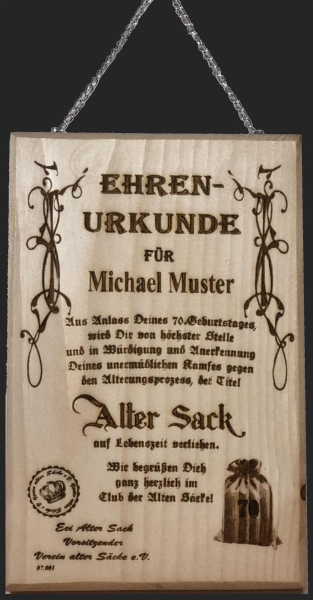 EHREN-
URKUNDE
FÜR
Michael Muster
Aus Anlass Deines 70.Geburtstages,
wird Dir von höchster Stelle
und in Würdigung und Anerkennung
Deines unermüdlichen Kamfes gegen
den Alterungsprozess, der Titel
Alter Sack
auf Lebenszeit verliehen.
Wir begrüßen Dich
ganz herzlich im
Club der Alten Säcke!
70
Eei Alter Sack
Vorsitzender
Verein alter Säcke e.V.